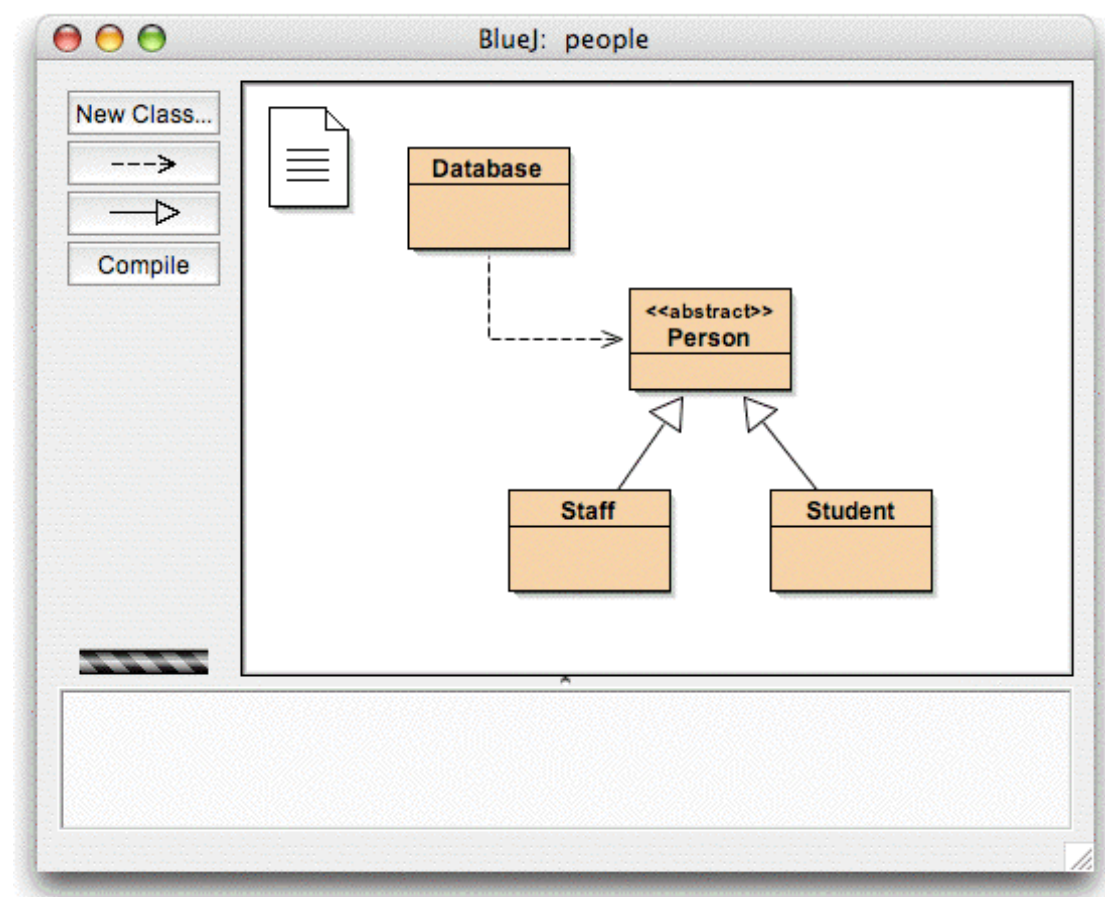 BlueJ: people
New Class...
Compile
Database
<<abstract>>
Person
Staff
Student